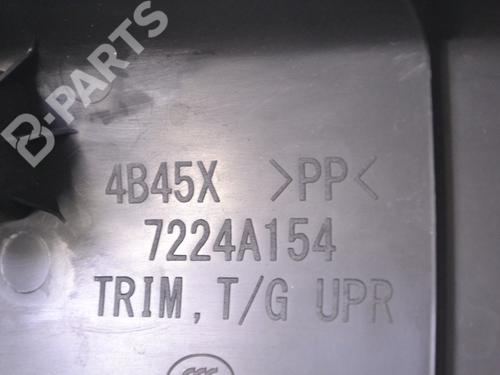 B-PARTS
4B45X >PP<
7224A154
TRIM, T/G UPR